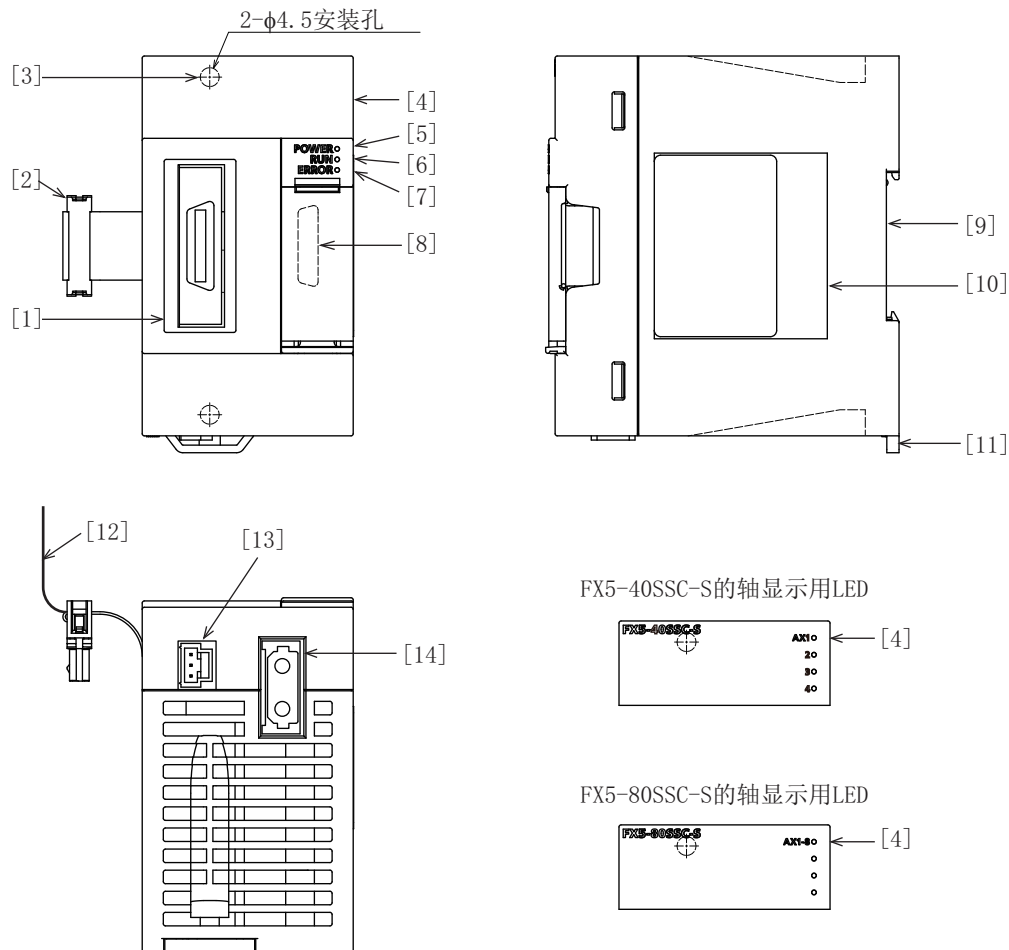 2-ϕ4.5安装孔
[3]
[4]
[5]
POWER
[6]
RUN
ERROR
[7]
[2]
[8]
[1]
[9]
[10]
[11]
[12]
[13]
[14]
FX5-40SSC-S的轴显示用LED
FX5-40SSC-S
AX1
[4]
2
3
4
FX5-80SSC-S的轴显示用LED
FX5-80SSC-S
AX1-8
[4]